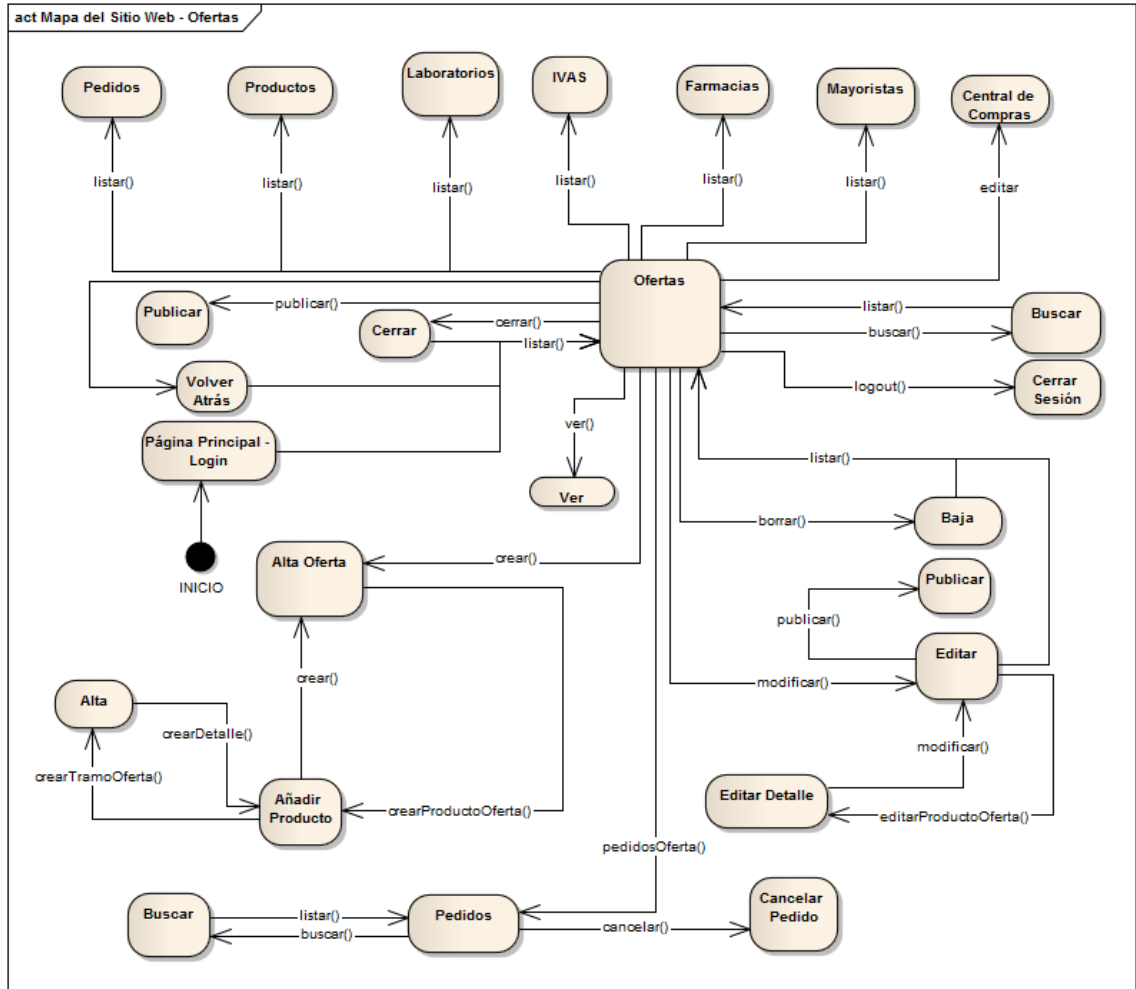 act Mapa del Sitio Web - Ofertas
Pedidos
Productos
Laboratorios
IVAS
Farmacias
Mayoristas
Central de
Compras
listar()
listar()
listar()
listar()
listar()
listar()
editar
Ofertas
Publicar
publicar()
Cerrar
cerrar()
listar()
listar()
buscar()
Buscar
Volver
Atrás
logout()
Cerrar
Sesión
Página Principal -
Login
ver()
Ver
listar()
borrar()
Baja
INICIO
Alta Oferta
crear()
Publicar
publicar()
Editar
modificar()
crear()
Alta
crearDetalle()
crearTramoOferta()
modificar()
Añadir
Producto
crearProductoOferta()
Editar Detalle
editarProductoOferta()
pedidosOferta()
Buscar
listar()
buscar()
Pedidos
cancelar()
Cancelar
Pedido